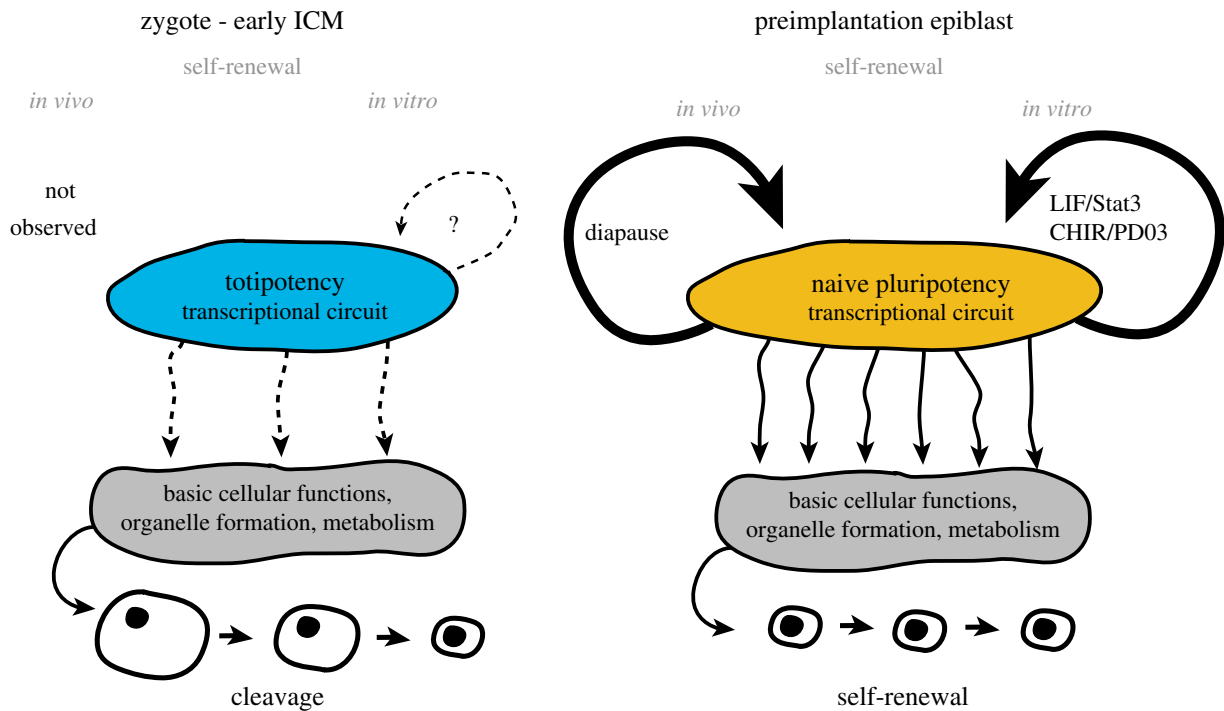 zygote - early ICM
self-renewal
in vivo
in vitro
not
observed
?
totipotency
transcriptional circuit
basic cellular functions,
organelle formation, metabolism
cleavage
preimplantation epiblast
self-renewal
in vivo
in vitro
diapause
LIF/Stat3
CHIR/PD03
naive pluripotency
transcriptional circuit
basic cellular functions,
organelle formation, metabolism
self-renewal